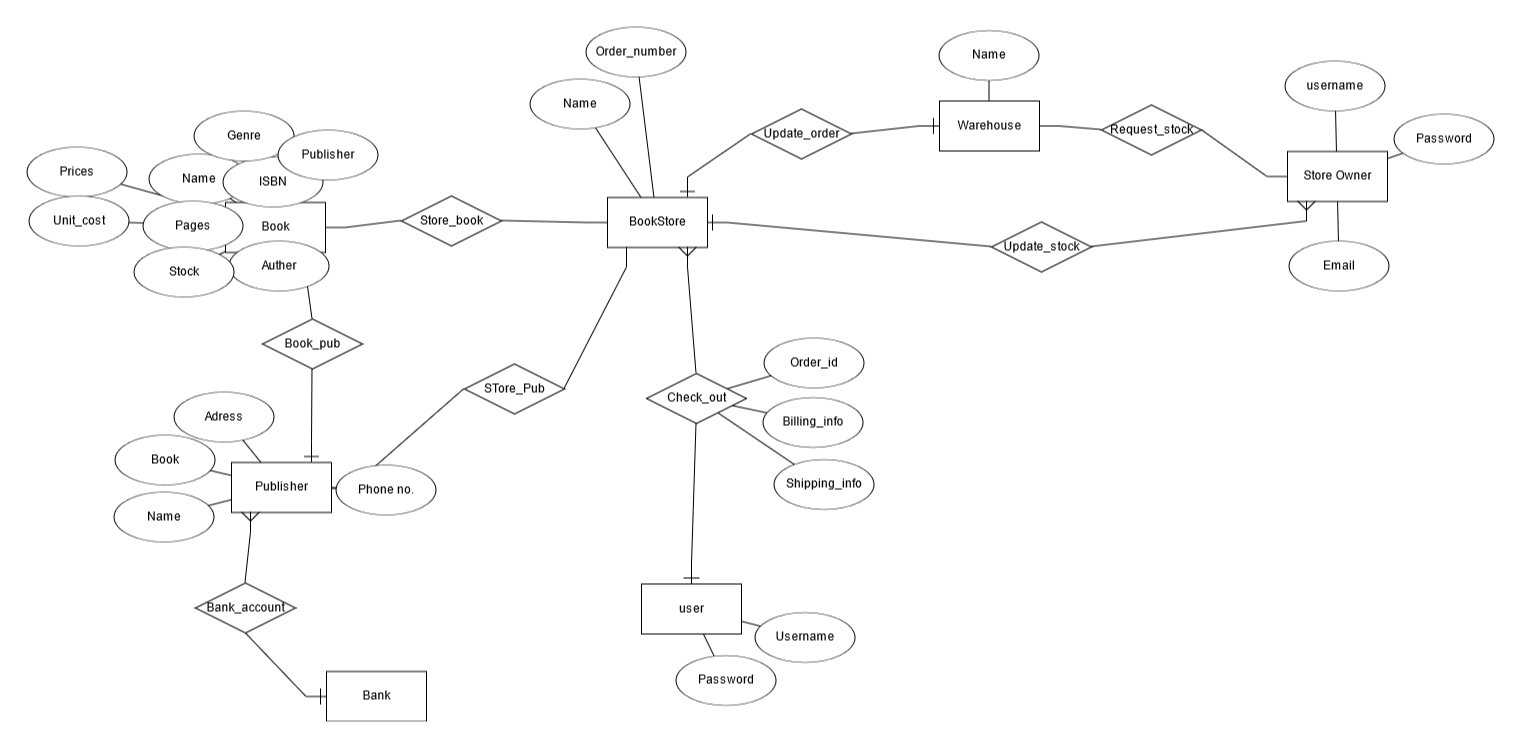 Order_number
Name
Name
username
Password
Genre
Publisher
Prices
Name
ISBN
Update_order
Warehouse
Request_stock
Store Owner
Unit_cost
Pages
Book
Store_book
BookStore
Update_stock
Stock
Auther
Email
Book_pub
STore_Pub
Order_id
Check_out
Billing_info
Adress
Book
Publisher
Phone no.
Shipping_info
Name
Bank_account
user
Username
Password
Bank